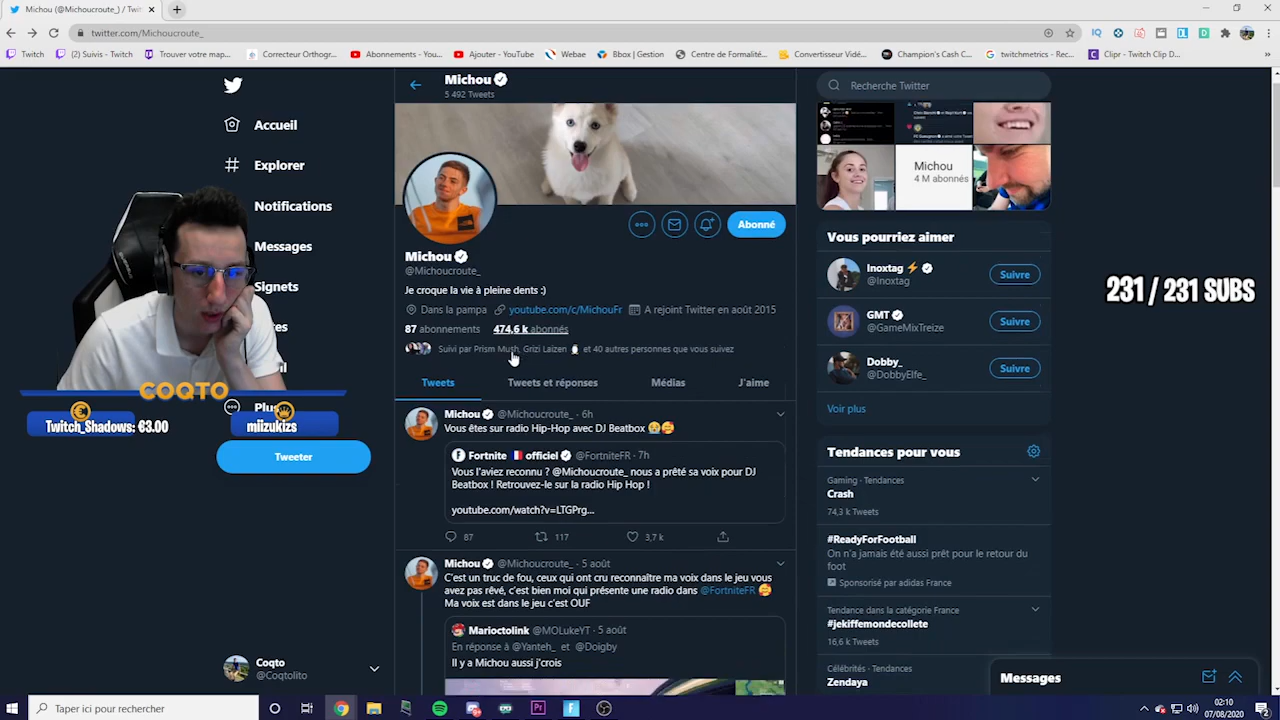 Michou (@Michoucroute_) / Twit
twitter.com/Michoucroute_
Twitch
(2) Suivis - Twitch
Trouver votre map...
Correcteur Orthogr...
Abonnements - You...
Ajouter - YouTube
Webae
Bbox | Gestion
Centre de Formalité...
Convertisseur Vidé...
Champion's Cash C...
twitchmetrics - Rec...
Clipr - Twitch Clip D...
Michou
5 492 Tweets
Recherche Twitter
Accueil
Explorer
Notifications
Messages
Signets
Plus
Tweeter
Michou
4 M abonnés
Abonné
Michou
@Michoucroute_
Je croque la vie à pleine dents :)
Dans la pampa
youtube.com/c/MichouFr
A rejoint Twitter en août 2015
87 abonnements
474,6 k abonnés
Suivi par Prism Mush, Grizi Laizen et 40 autres personnes que vous suivez
Tweets
Tweets et réponses
Médias
J'aime
Michou @Michoucroute_ · 6h
Vous êtes sur radio Hip-Hop avec DJ Beatbox
Fortnite officiel @FortniteFR · 7h
Vous l'aviez reconnu ? @Michoucroute_ nous a prêté sa voix pour DJ
Beatbox ! Retrouvez-le sur la radio Hip Hop !
youtube.com/watch?v=LTGPrg...
87
117
3,7 k
Michou @Michoucroute_ · 5 août
C'est un truc de fou, ceux qui ont cru reconnaître ma voix dans le jeu vous
avez pas rêvé, c'est bien moi qui présente une radio dans @FortniteFR
Ma voix est dans le jeu c'est OUF
Marioctolink @MOLukeYT · 5 août
En réponse à @Yanteh_ et @Doigby
Il y a Michou aussi j'crois
Vous pourriez aimer
Inoxtag
@Inoxtag
Suivre
GMT
@GameMixTreize
Suivre
Dobby_
@DobbyElfe_
Suivre
Voir plus
Tendances pour vous
Gaming · Tendances
Crash
74,3 k Tweets
#ReadyForFootball
On n'a jamais été aussi prêt pour le retour du
foot
Sponsorisé par adidas France
Tendance dans la catégorie France
#jekiffemondecollete
16,6 k Tweets
Célébrités · Tendances
Zendaya
Messages
231 / 231 SUBS
COQTO
Twitch_Shadows: €3.00
miizukizs
Coqto
@Coqtolito
Taper ici pour rechercher
02:10
07/08/2020
2